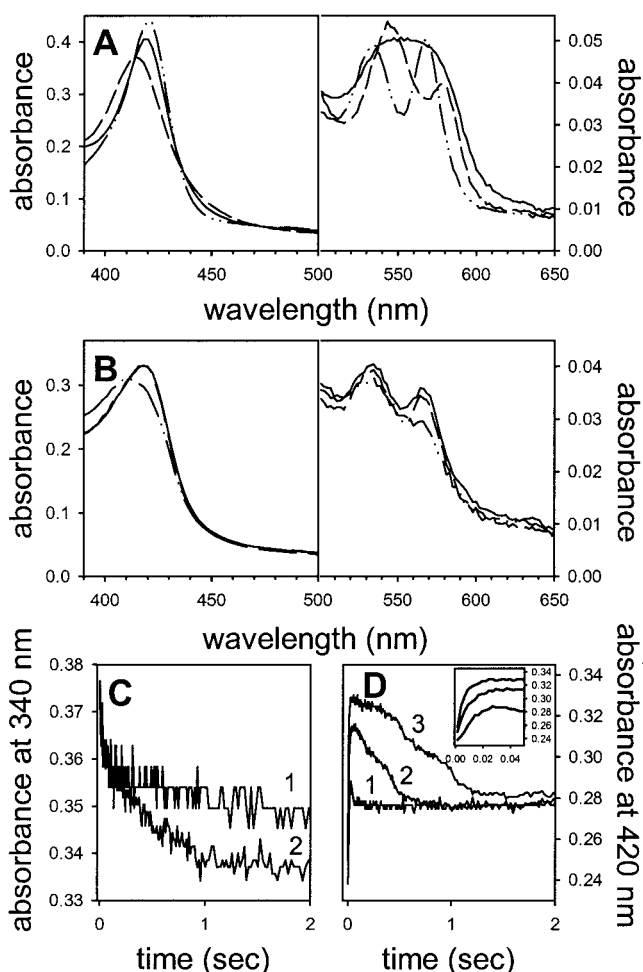 A
absorbance
0.4
0.3
0.2
0.1
0.0
400 450 500
550 600 650
0.05
0.04
0.03
0.02
0.01
0.00
absorbance
wavelength (nm)
B
absorbance
0.3
0.2
0.1
0.0
400 450 500
550 600 650
0.04
0.03
0.02
0.01
0.00
absorbance
wavelength (nm)
C
absorbance at 340 nm
0.38
0.37
0.36
0.35
0.34
0.33
1
2
0 1 2
time (sec)
D
0.34
0.32
0.30
0.28
0.26
0.24
0.00 0.02 0.04
3
1
2
0 1 2
0.34
0.32
0.30
0.28
0.26
0.24
absorbance at 420 nm
time (sec)